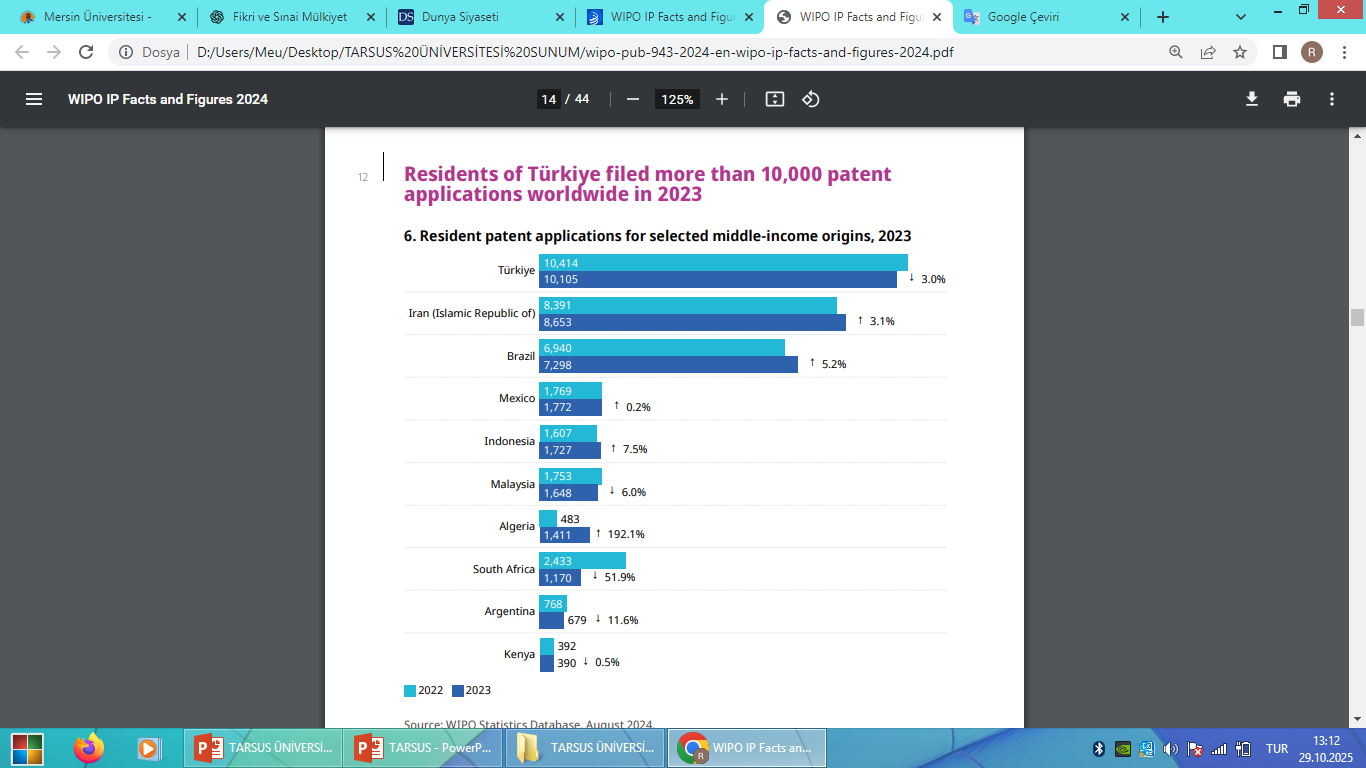 Mersin Üniversitesi -
Fikri ve Sınai Mülkiyet
Dunya Siyaseti
WIPO IP Facts and Figu
WIPO IP Facts and Figu
Google Çeviri
Dosya
D:/Users/Meu/Desktop/TARSUS%20ÜNİVERSİTESİ%20SUNUM/wipo-pub-943-2024-en-wipo-ip-facts-and-figures-2024.pdf
R
WIPO IP Facts and Figures 2024
14 / 44
125%
12
Residents of Türkiye filed more than 10,000 patent
applications worldwide in 2023
6. Resident patent applications for selected middle-income origins, 2023
Türkiye
10,414
10,105
↓ 3.0%
Iran (Islamic Republic of)
8,391
8,653
↑ 3.1%
Brazil
6,940
7,298
↑ 5.2%
Mexico
1,769
1,772
↑ 0.2%
Indonesia
1,607
1,727
↑ 7.5%
Malaysia
1,753
1,648
↓ 6.0%
Algeria
483
1,411
↑ 192.1%
South Africa
2,433
1,170
↓ 51.9%
Argentina
768
679
↓ 11.6%
Kenya
392
390
↓ 0.5%
2022
2023
Source: WIPO Statistics Database, August 2024.
TARSUS ÜNİVERSİ...
TARSUS - PowerP...
TARSUS ÜNİVERSİ...
WIPO IP Facts an...
TUR
13:12
29.10.2025